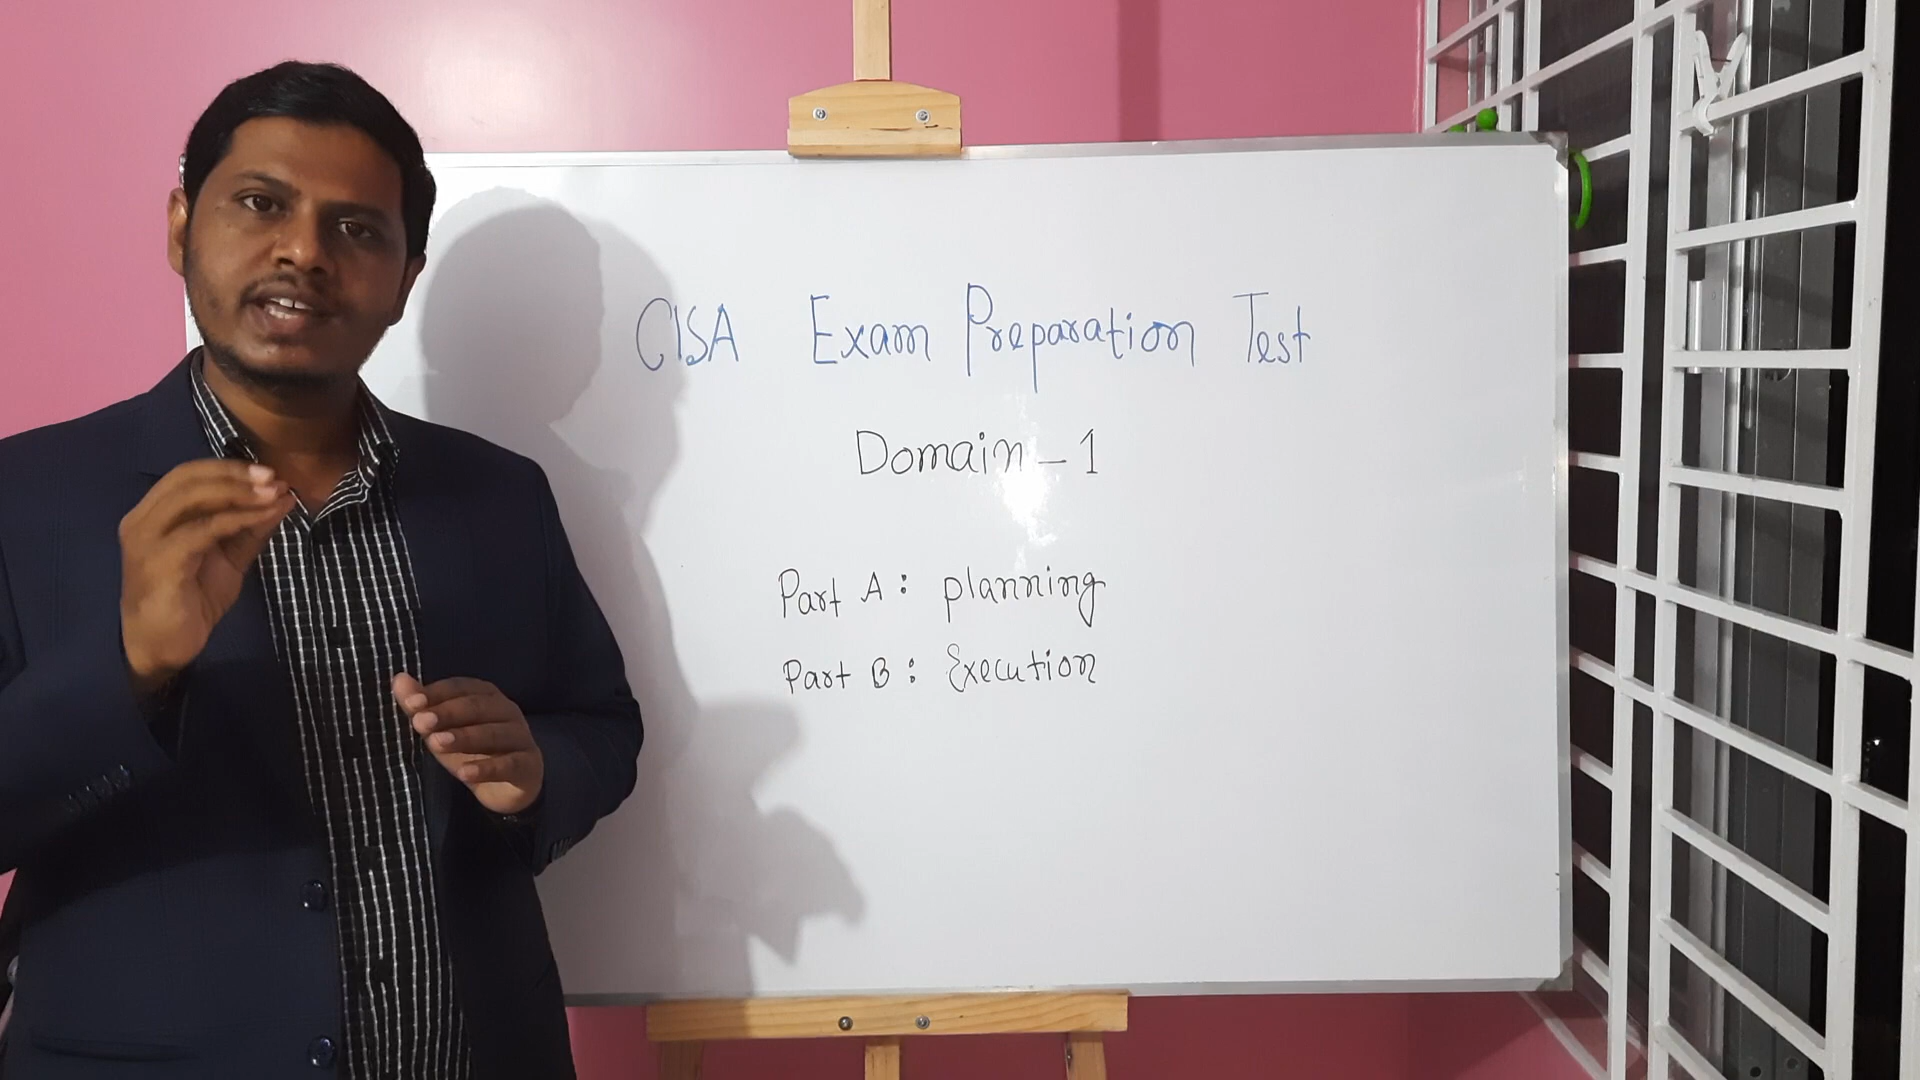 CISA Exam Preparation Test
Domain - 1
Part A : planning
Part B : Execution